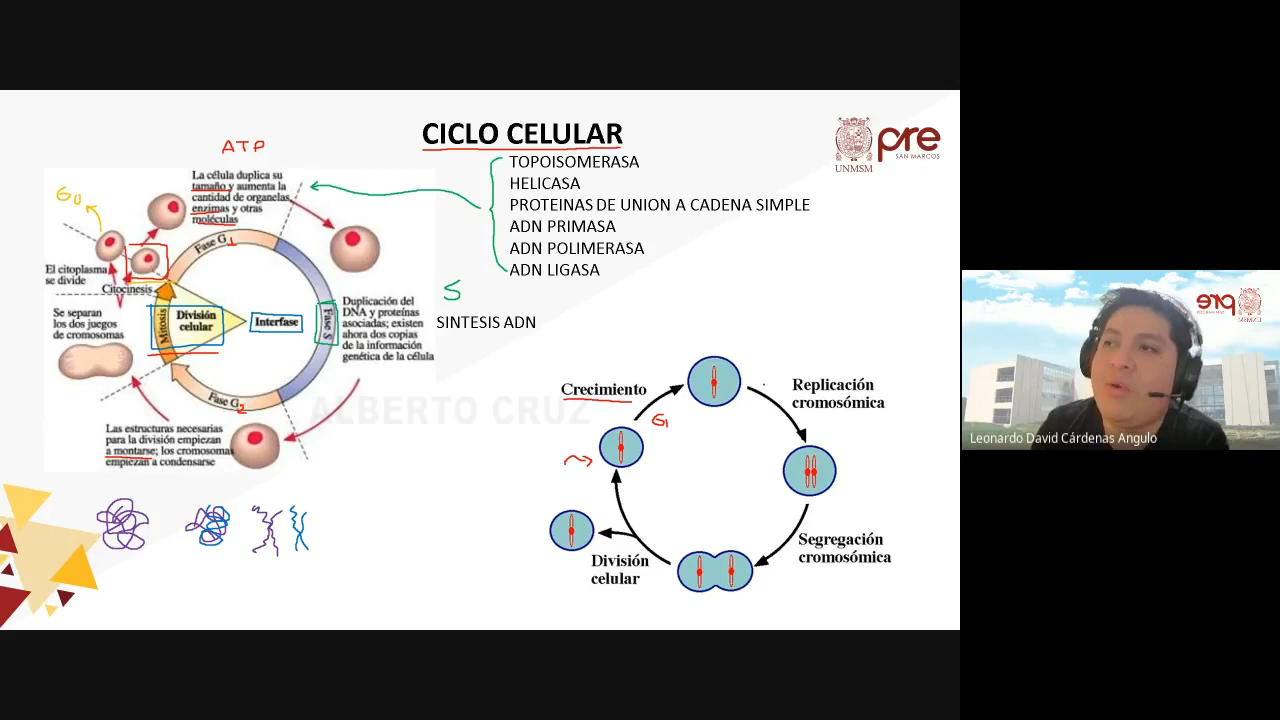 CICLO CELULAR
TOPOISOMERASA
HELICASA
PROTEINAS DE UNION A CADENA SIMPLE
ADN PRIMASA
ADN POLIMERASA
ADN LIGASA
UNMSM
pre
SAN MARCOS
ATP
La célula duplica su
tamaño y aumenta la
cantidad de organelas,
enzimas y otras
moléculas
G0
Fase G1
El citoplasma
se divide
Citocinesis
Se separan
los dos juegos
de cromosomas
Mitosis
División
celular
Interfase
Fase S
Duplicación del
DNA y proteínas
asociadas; existen
ahora dos copias
de la información
genética de la célula
S
SINTESIS ADN
Fase G2
Las estructuras necesarias
para la división empiezan
a montarse; los cromosomas
empiezan a condensarse
ALBERTO CRUZ
Crecimiento
G1
Replicación
cromosómica
Segregación
cromosómica
División
celular
pre
SAN MARCOS
UNMSM
Leonardo David Cárdenas Angulo